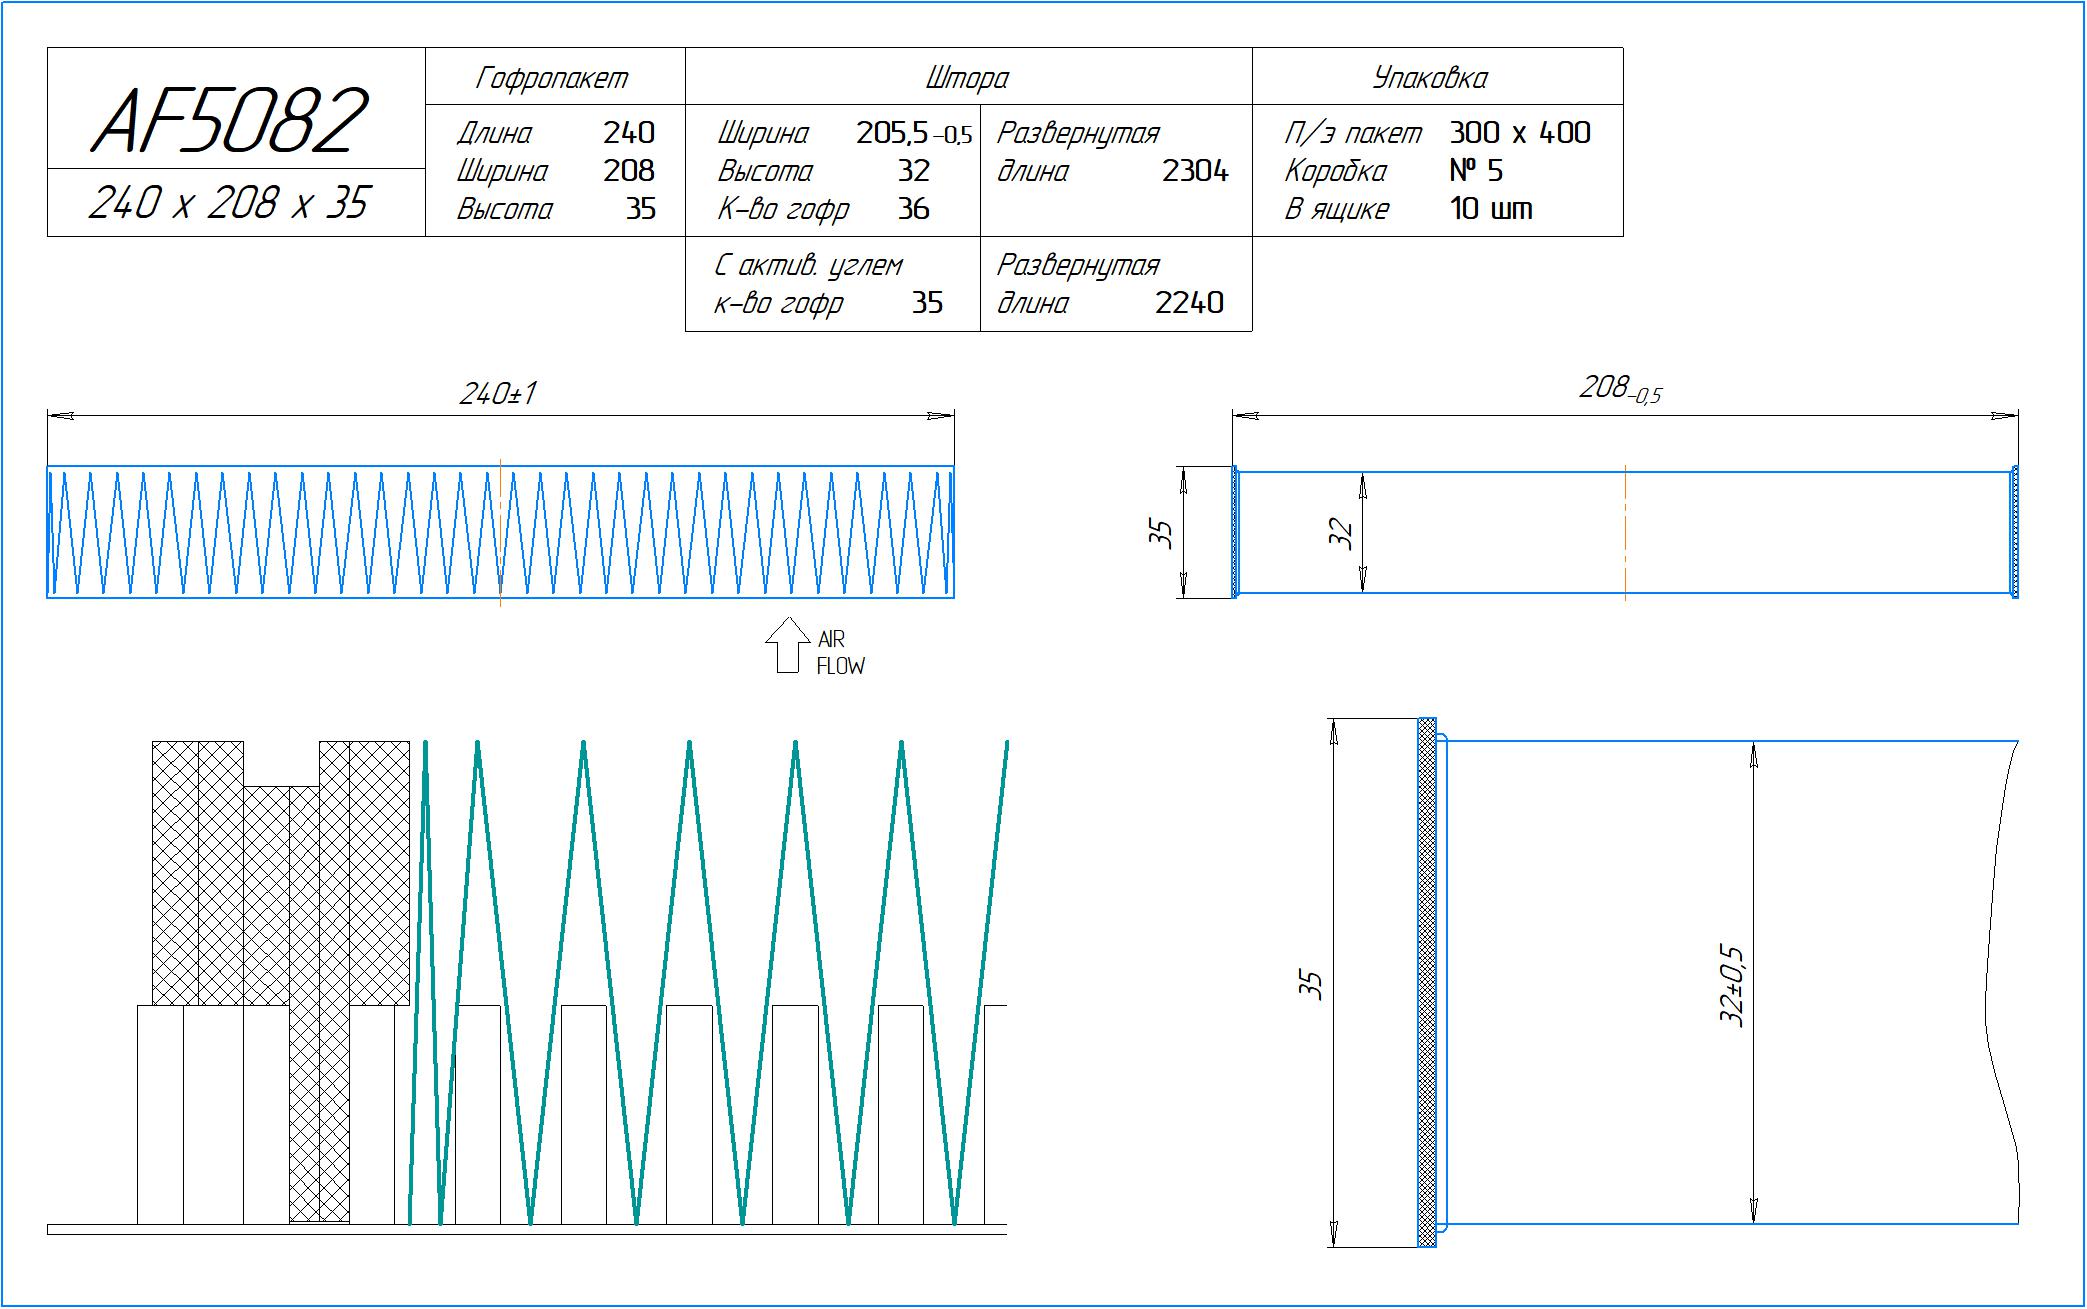 AF5082
240 x 208 x 35
Гофропакет
Длина 240
Ширина 208
Высота 35
Штора
Ширина 205,5 -0,5
Высота 32
К-во гофр 36
Развернутая
длина 2304
С актив. углем
к-во гофр 35
Развернутая
длина 2240
Упаковка
П/э пакет 300 x 400
Коробка № 5
В ящике 10 шт
240±1
208-0,5
35
32
AIR
FLOW
35
32±0,5